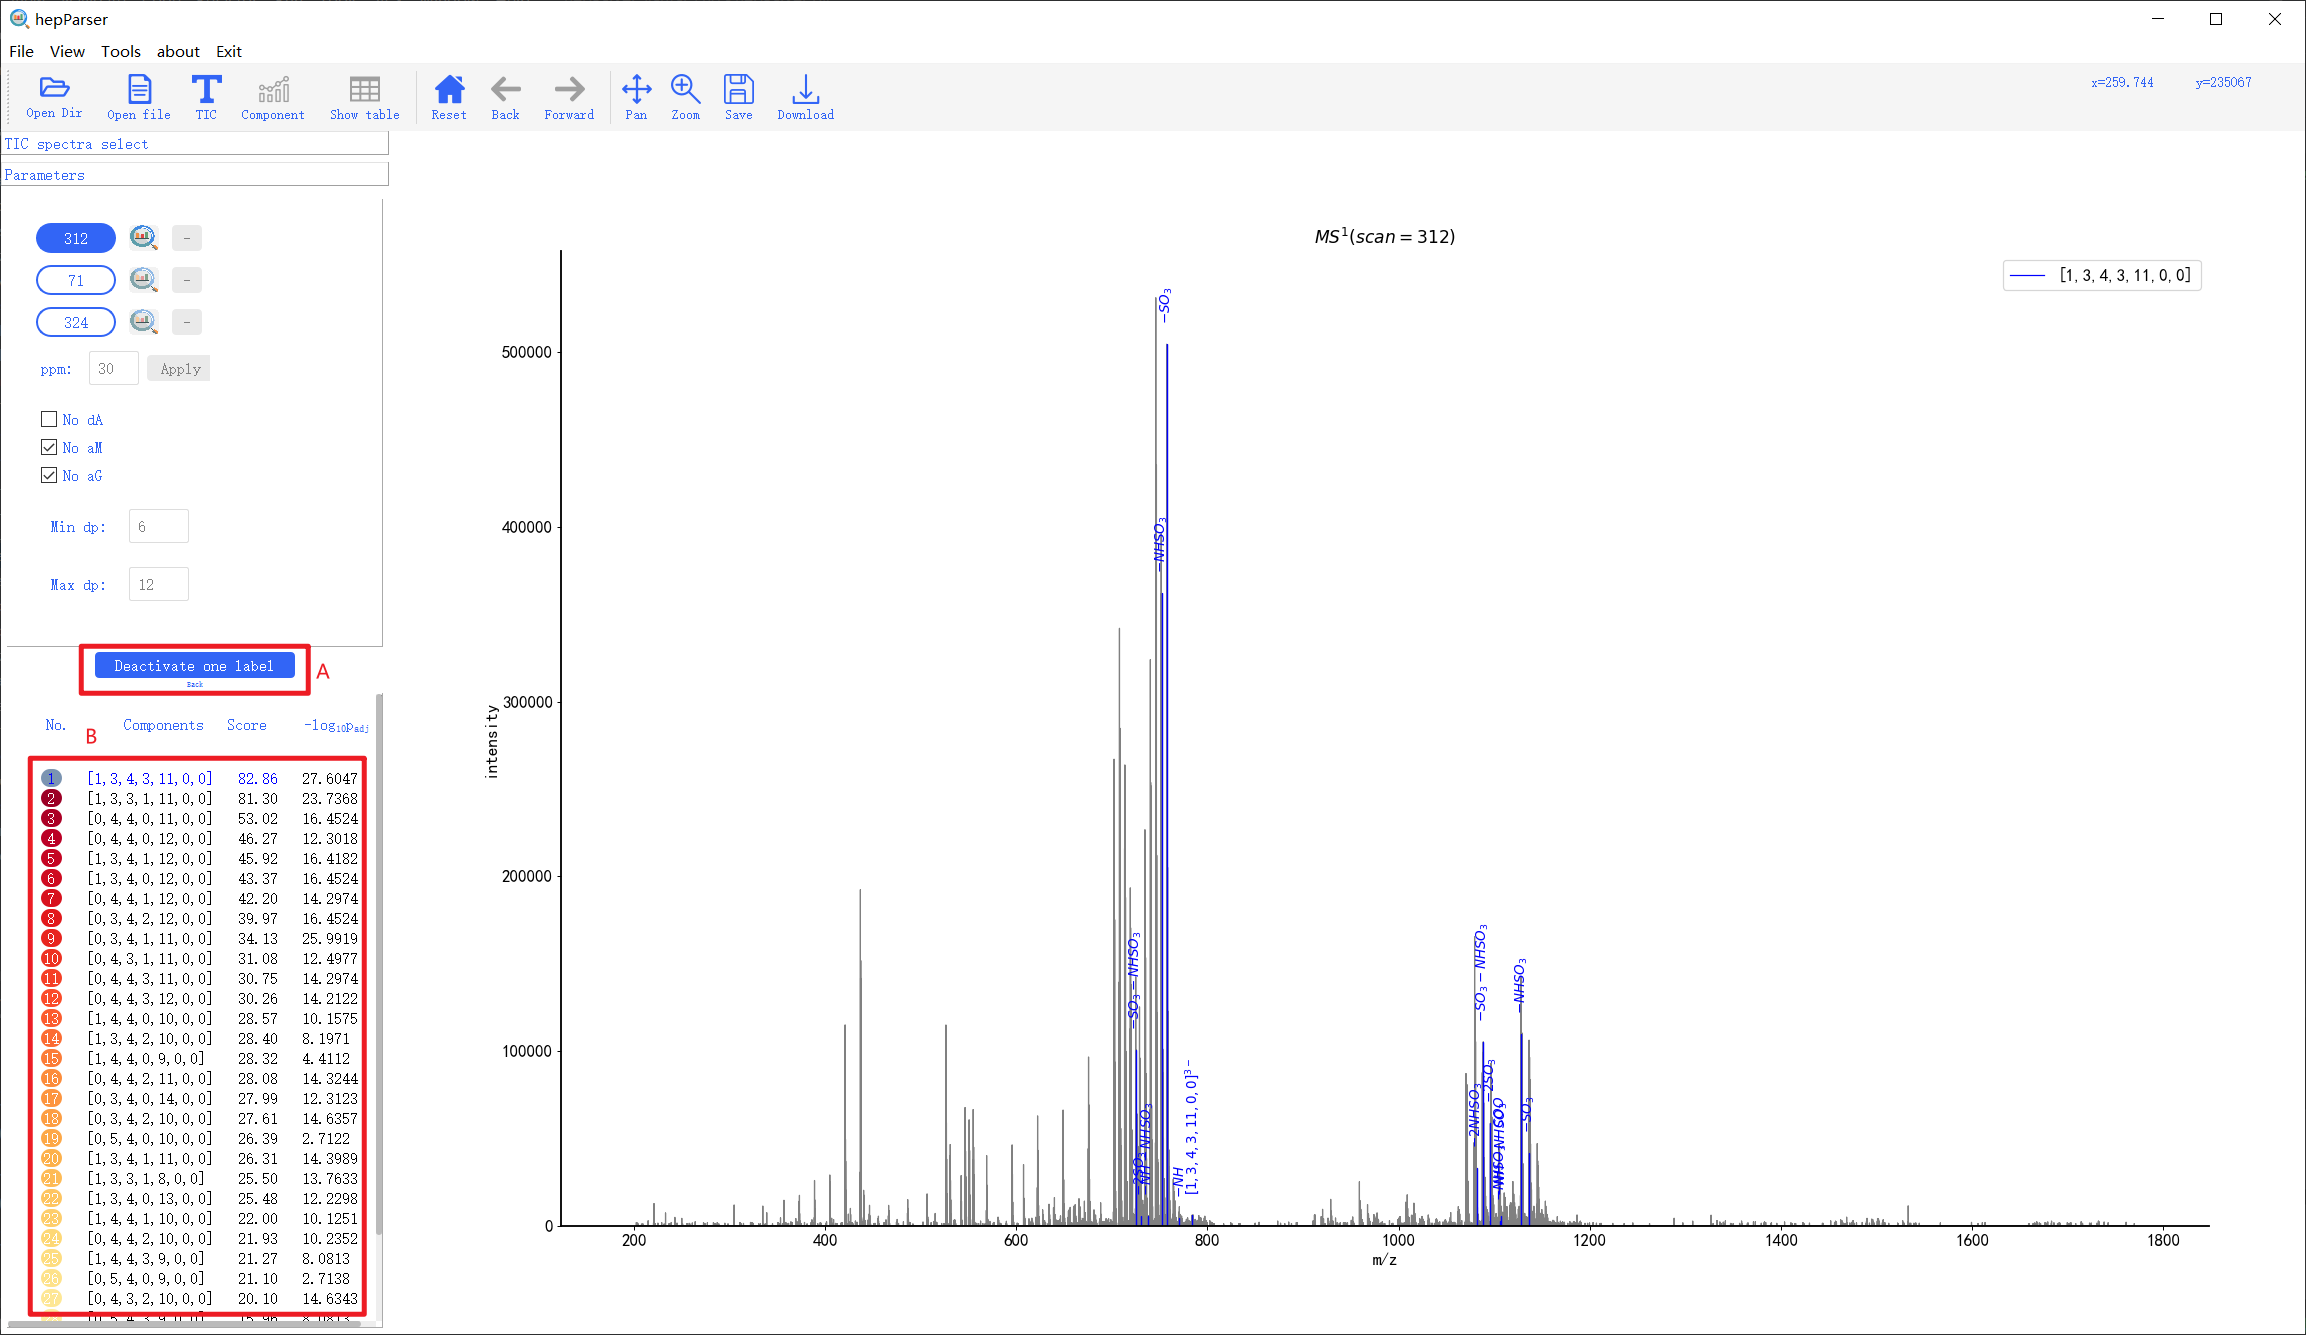 hepParser
File View Tools about Exit
Open Dir Open file TIC Component Show table Reset Back Forward Pan Zoom Save Download x=259.744 y=235067
TIC spectra select
Parameters
312 -
71 -
324 -
ppm: 30 Apply
No dA
No aM
No aG
Min dp: 6
Max dp: 12
Deactivate one label
Back
A
No. Components Score -log₁₀p_adj
B
1 [1,3,4,3,11,0,0] 82.86 27.6047
2 [1,3,3,1,11,0,0] 81.30 23.7368
3 [0,4,4,0,11,0,0] 53.02 16.4524
4 [0,4,4,0,12,0,0] 46.27 12.3018
5 [1,3,4,1,12,0,0] 45.92 16.4182
6 [1,3,4,0,12,0,0] 43.37 16.4524
7 [0,4,4,1,12,0,0] 42.20 14.2974
8 [0,3,4,2,12,0,0] 39.97 16.4524
9 [0,3,4,1,11,0,0] 34.13 25.9919
10 [0,4,3,1,11,0,0] 31.08 12.4977
11 [0,4,4,3,11,0,0] 30.75 14.2974
12 [0,4,4,3,12,0,0] 30.26 14.2122
13 [1,4,4,0,10,0,0] 28.57 10.1575
14 [1,3,4,2,10,0,0] 28.40 8.1971
15 [1,4,4,0,9,0,0] 28.32 4.4112
16 [0,4,4,2,11,0,0] 28.08 14.3244
17 [0,3,4,0,14,0,0] 27.99 12.3123
18 [0,3,4,2,10,0,0] 27.61 14.6357
19 [0,5,4,0,10,0,0] 26.39 2.7122
20 [1,3,4,1,11,0,0] 26.31 14.3989
21 [1,3,3,1,8,0,0] 25.50 13.7633
22 [1,3,4,0,13,0,0] 25.48 12.2298
23 [1,4,4,1,10,0,0] 22.00 10.1251
24 [0,4,4,2,10,0,0] 21.93 10.2352
25 [1,4,4,3,9,0,0] 21.27 8.0813
26 [0,5,4,0,9,0,0] 21.10 2.7138
27 [0,4,3,2,10,0,0] 20.10 14.6343
MS¹(scan = 312)
[1,3,4,3,11,0,0]
−SO₃
−NHSO₃
−SO₃−NHSO₃
−2SO₃
−NH−NHSO₃
−NH
[1,3,4,3,11,0,0]³⁻
−SO₃−NHSO₃
−2NHSO₃
−2SO₃
−NHSO₃
−SO₃
intensity
500000
400000
300000
200000
100000
0
200 400 600 800 1000 1200 1400 1600 1800
m/z